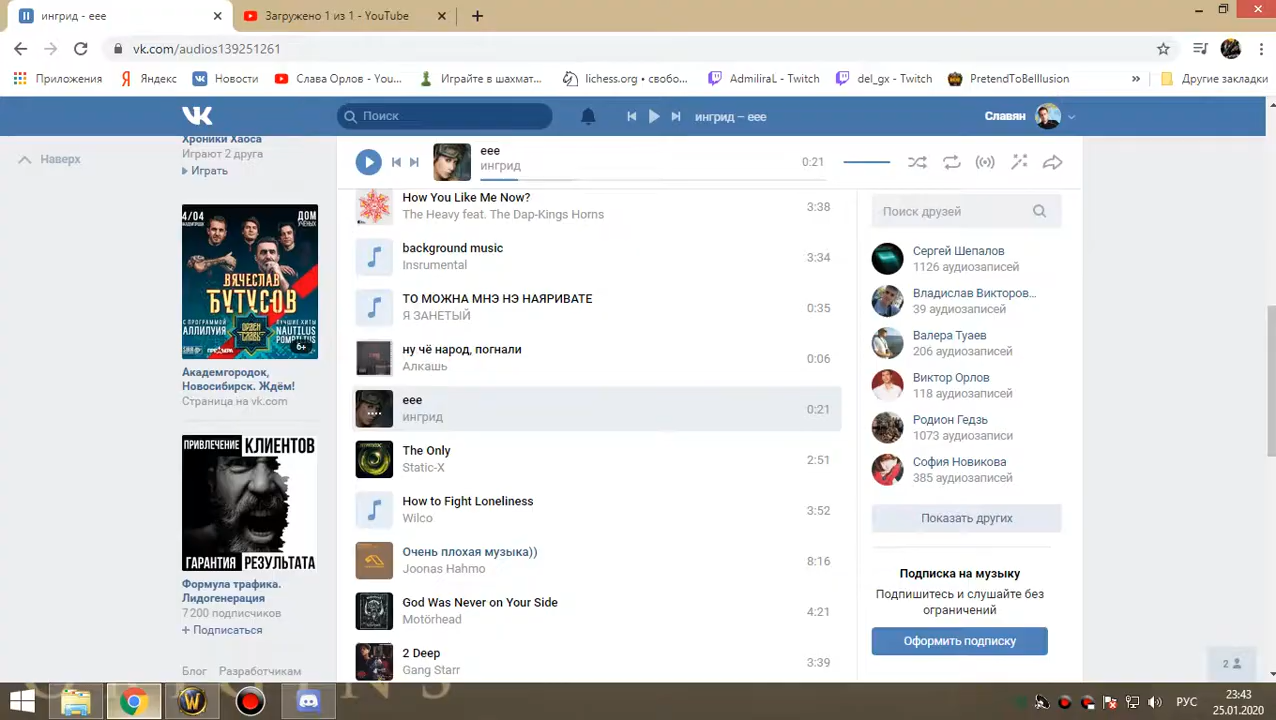 ингрид - eee
Загружено 1 из 1 - YouTube
vk.com/audios139251261
Приложения
Яндекс
Новости
Слава Орлов - You...
Играйте в шахмат...
lichess.org • свобо...
AdmiralL - Twitch
del_gx - Twitch
PretendToBeIllusion
»
Другие закладки
Поиск
ингрид – eee
Славян
Наверх
eee
ингрид
0:21
Хроники Хаоса
Играют 2 друга
Играть
4/04
ДОМ
УЧЕНЫХ
ВЯЧЕСЛАВ
БУТУСОВ
С ПРОГРАММОЙ
АЛЛИЛУИЯ
ЛУЧШИЕ ХИТЫ
NAUTILUS
POMPILIUS
ОРДЕН
СЛАВЫ
6+
Академгородок,
Новосибирск. Ждём!
Страница на vk.com
ПРИВЛЕЧЕНИЕ КЛИЕНТОВ
ГАРАНТИЯ РЕЗУЛЬТАТА
Формула трафика.
Лидогенерация
7 200 подписчиков
+ Подписаться
Блог Разработчикам
How You Like Me Now?
The Heavy feat. The Dap-Kings Horns
3:38
background music
Insrumental
3:34
ТО МОЖНА МНЭ НЭ НАЯРИВАТЕ
Я ЗАНЕТЫЙ
0:35
ну чё народ, погнали
Алкашь
0:06
eee
ингрид
0:21
The Only
Static-X
2:51
How to Fight Loneliness
Wilco
3:52
Очень плохая музыка))
Joonas Hahmo
8:16
God Was Never on Your Side
Motörhead
4:21
2 Deep
Gang Starr
3:39
Поиск друзей
Сергей Шепалов
1126 аудиозаписей
Владислав Викторов...
39 аудиозаписей
Валера Туаев
206 аудиозаписей
Виктор Орлов
118 аудиозаписей
Родион Гедзь
1073 аудиозаписи
София Новикова
385 аудиозаписей
Показать других
Подписка на музыку
Подпишитесь и слушайте без
ограничений
Оформить подписку
2
РУС
23:43
25.01.2020